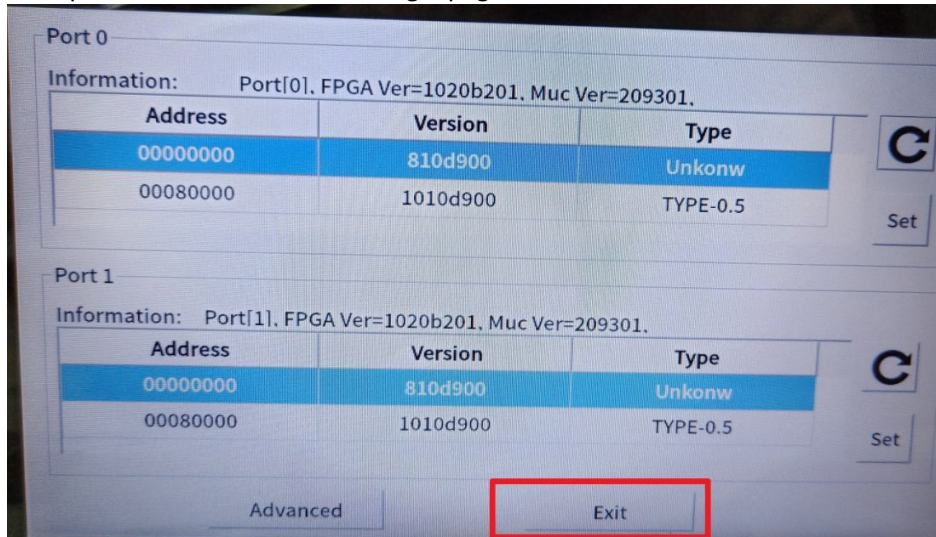 Port 0
Information: Port[0], FPGA Ver=1020b201, Muc Ver=209301,
Address Version Type
00000000 810d900 Unkonw
00080000 1010d900 TYPE-0.5
Set
Port 1
Information: Port[1], FPGA Ver=1020b201, Muc Ver=209301,
Address Version Type
00000000 810d900 Unkonw
00080000 1010d900 TYPE-0.5
Set
Advanced Exit